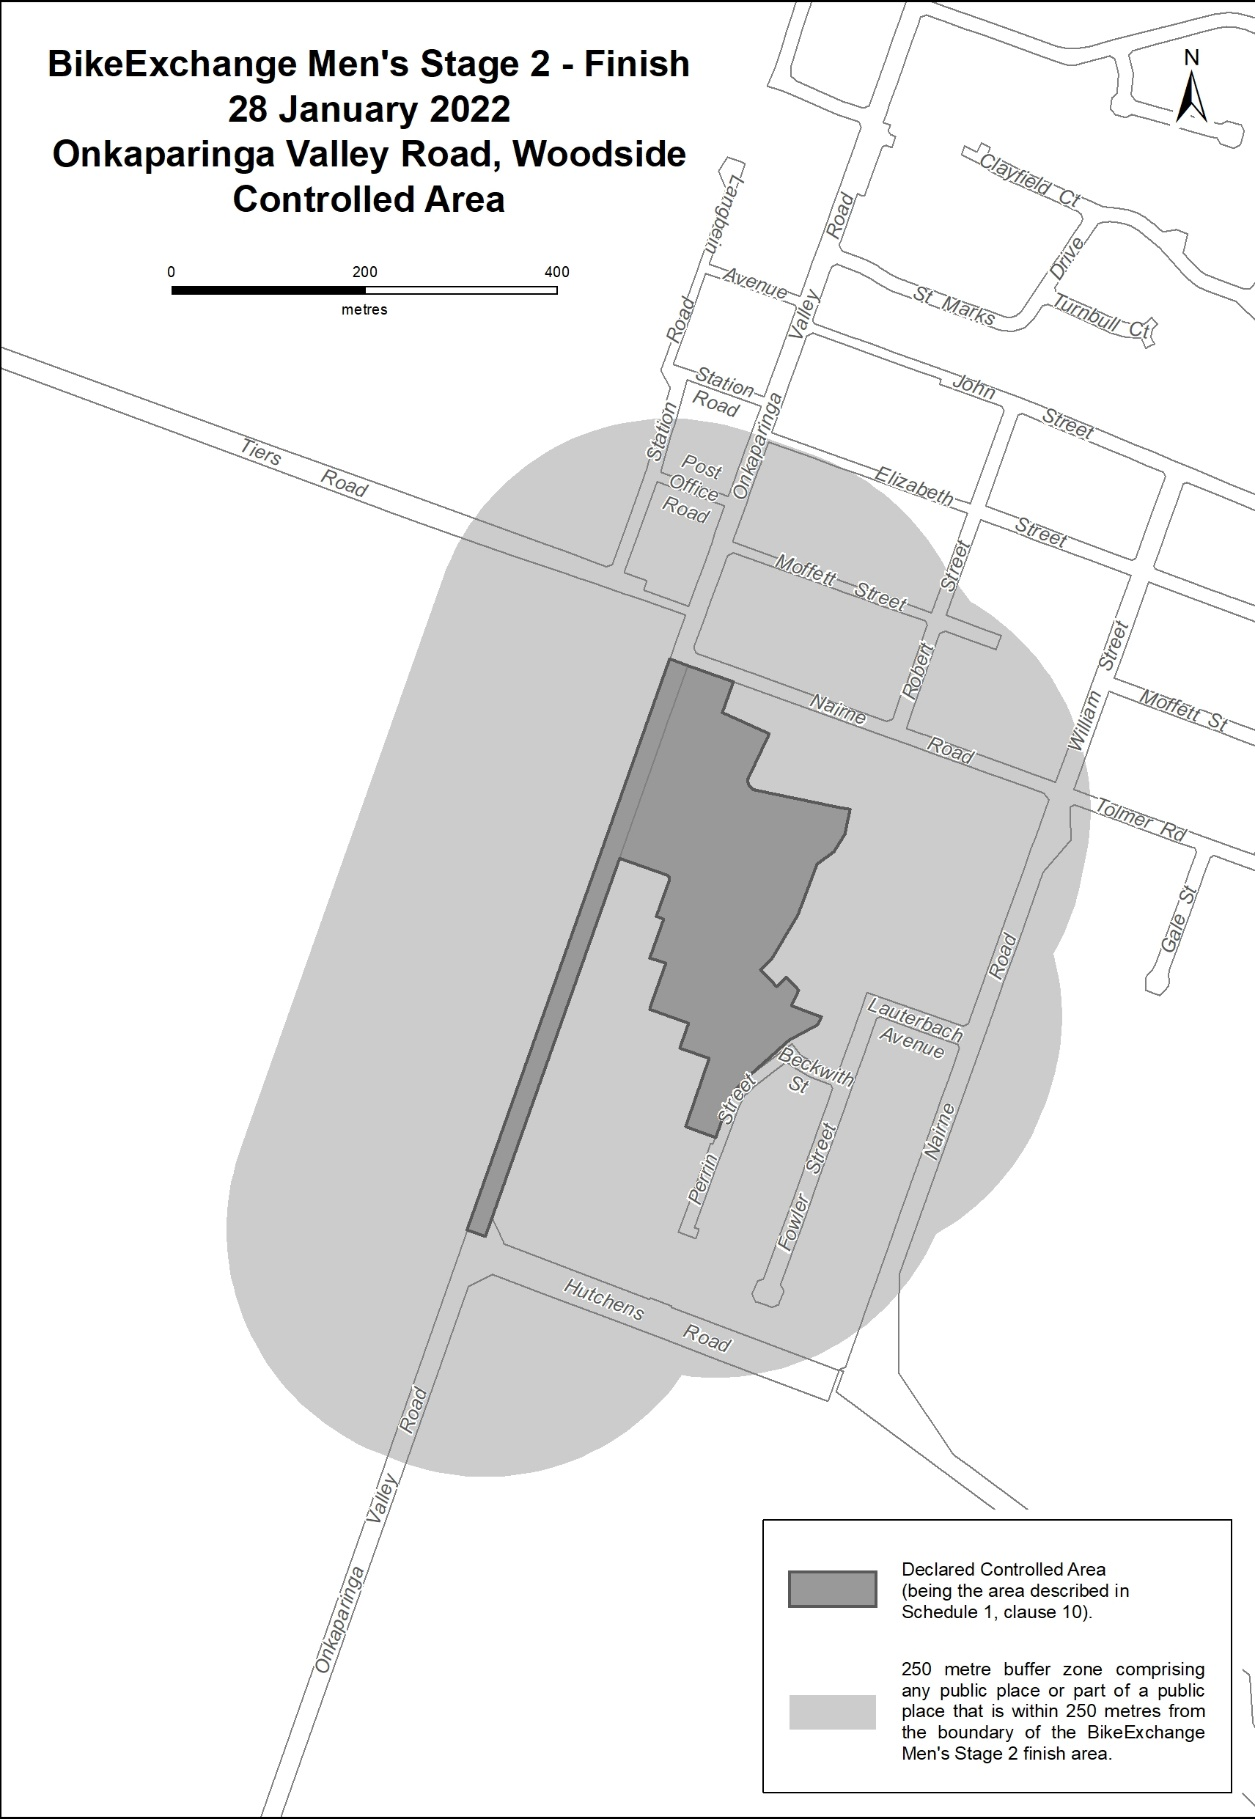 BikeExchange Men's Stage 2 - Finish
28 January 2022
Onkaparinga Valley Road, Woodside
Controlled Area
N
0 200 400
metres
Clayfield Ct
Langbein
Avenue
Road
Valley
Onkaparinga
Drive
St Marks
Turnbull Ct
Road
Station
Station
Road
John
Street
Tiers Road
Post
Office
Road
Elizabeth
Street
Moffett Street
Street
Robert
Street
William
Moffett St
Nairne
Road
Tolmer Rd
Gale St
Road
Nairne
Lauterbach
Avenue
Beckwith
St
Street
Perrin
Street
Fowler
Hutchens
Road
Road
Valley
Onkaparinga
Declared Controlled Area
(being the area described in
Schedule 1, clause 10).
250 metre buffer zone comprising
any public place or part of a public
place that is within 250 metres from
the boundary of the BikeExchange
Men's Stage 2 finish area.